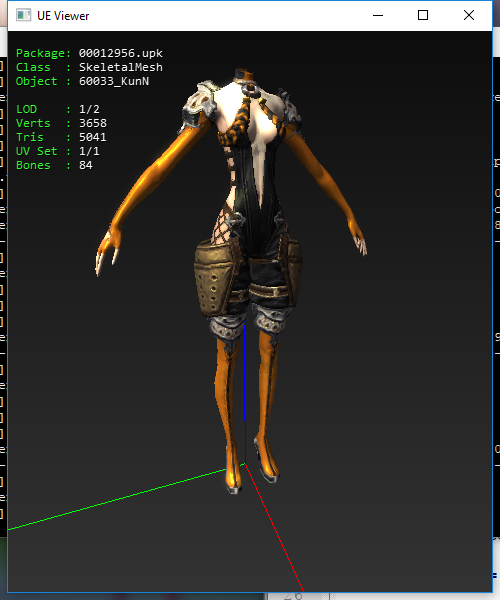 UE Viewer
Package: 00012956.upk
Class : SkeletalMesh
Object : 60033_KunN
LOD : 1/2
Verts : 3658
Tris : 5041
UV Set : 1/1
Bones : 84